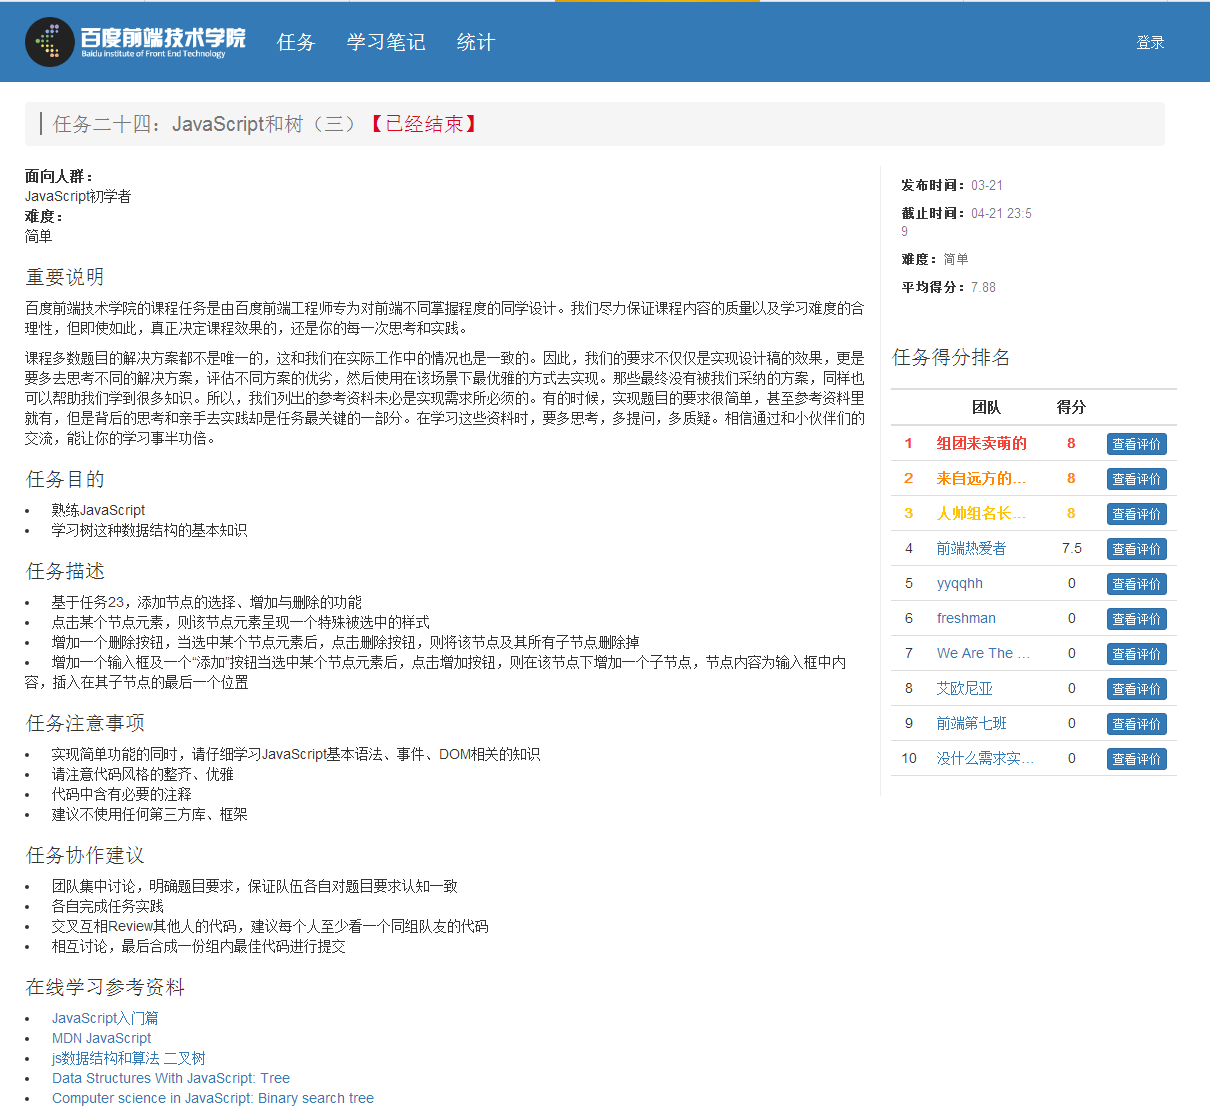 百度前端技术学院
Baidu Institute of Front End Technology
任务 学习笔记 统计
登录
任务二十四：JavaScript和树（三）【已经结束】
面向人群：
JavaScript初学者
难度：
简单
重要说明
百度前端技术学院的课程任务是由百度前端工程师专为对前端不同掌握程度的同学设计。我们尽力保证课程内容的质量以及学习难度的合
理性，但即使如此，真正决定课程效果的，还是你的每一次思考和实践。
课程多数题目的解决方案都不是唯一的，这和我们在实际工作中的情况也是一致的。因此，我们的要求不仅仅是实现设计稿的效果，更是
要多去思考不同的解决方案，评估不同方案的优劣，然后使用在该场景下最优雅的方式去实现。那些最终没有被我们采纳的方案，同样也
可以帮助我们学到很多知识。所以，我们列出的参考资料未必是实现需求所必须的。有的时候，实现题目的要求很简单，甚至参考资料里
就有，但是背后的思考和亲手去实践却是任务最关键的一部分。在学习这些资料时，要多思考，多提问，多质疑。相信通过和小伙伴们的
交流，能让你的学习事半功倍。
任务目的
• 熟练JavaScript
• 学习树这种数据结构的基本知识
任务描述
• 基于任务23，添加节点的选择、增加与删除的功能
• 点击某个节点元素，则该节点元素呈现一个特殊被选中的样式
• 增加一个删除按钮，当选中某个节点元素后，点击删除按钮，则将该节点及其所有子节点删除掉
• 增加一个输入框及一个“添加”按钮当选中某个节点元素后，点击增加按钮，则在该节点下增加一个子节点，节点内容为输入框中内
容，插入在其子节点的最后一个位置
任务注意事项
• 实现简单功能的同时，请仔细学习JavaScript基本语法、事件、DOM相关的知识
• 请注意代码风格的整齐、优雅
• 代码中含有必要的注释
• 建议不使用任何第三方库、框架
任务协作建议
• 团队集中讨论，明确题目要求，保证队伍各自对题目要求认知一致
• 各自完成任务实践
• 交叉互相Review其他人的代码，建议每个人至少看一个同组队友的代码
• 相互讨论，最后合成一份组内最佳代码进行提交
在线学习参考资料
• JavaScript入门篇
• MDN JavaScript
• js数据结构和算法 二叉树
• Data Structures With JavaScript: Tree
• Computer science in JavaScript: Binary search tree
发布时间：03-21
截止时间：04-21 23:5
9
难度：简单
平均得分：7.88
任务得分排名
团队 得分
1 组团来卖萌的 8 查看评价
2 来自远方的... 8 查看评价
3 人帅组名长... 8 查看评价
4 前端热爱者 7.5 查看评价
5 yyqqhh 0 查看评价
6 freshman 0 查看评价
7 We Are The ... 0 查看评价
8 艾欧尼亚 0 查看评价
9 前端第七班 0 查看评价
10 没什么需求实... 0 查看评价